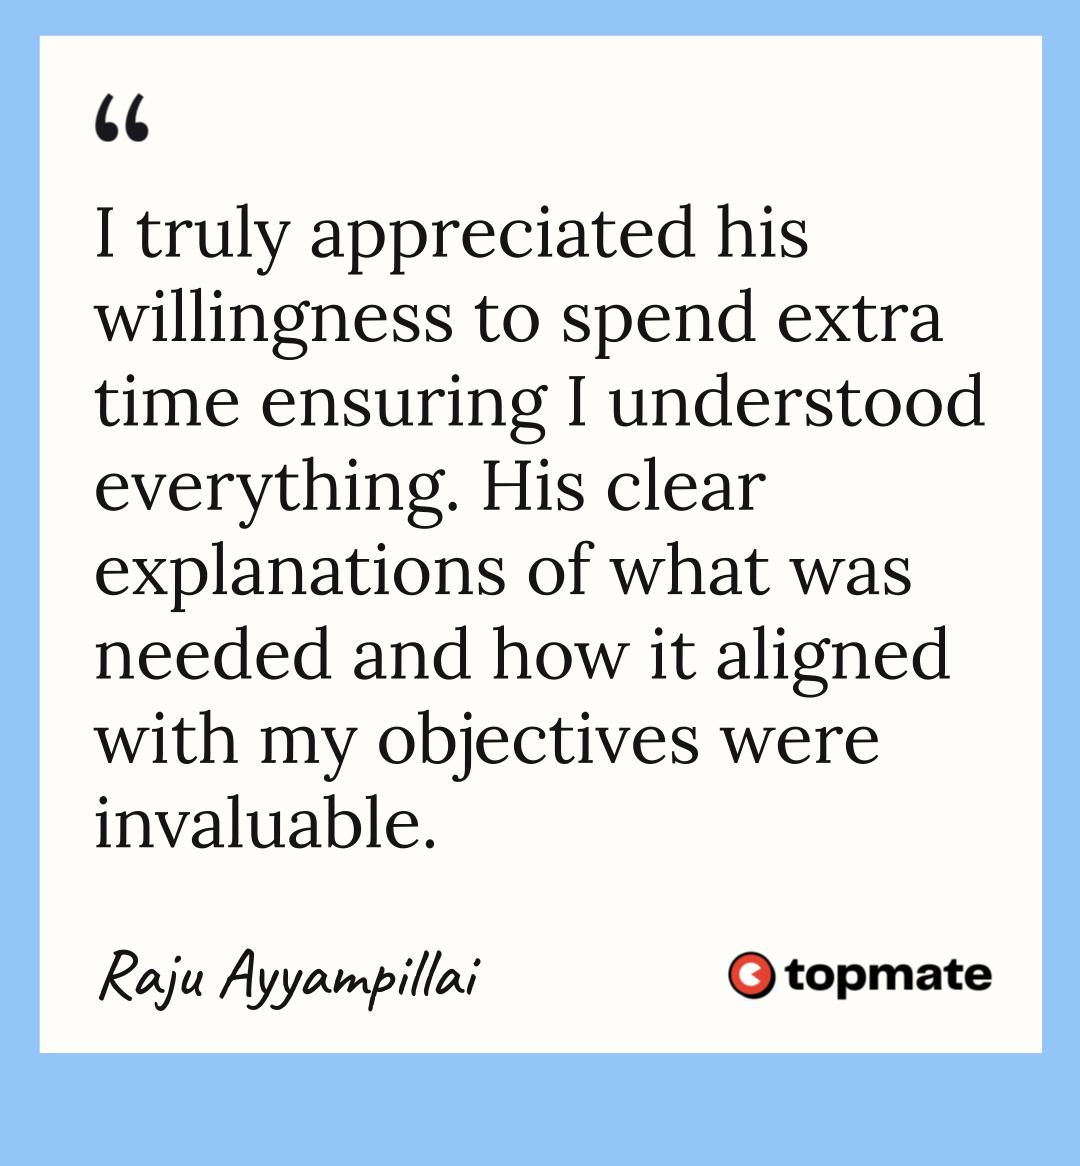 “
I truly appreciated his
willingness to spend extra
time ensuring I understood
everything. His clear
explanations of what was
needed and how it aligned
with my objectives were
invaluable.
Raju Ayyampillai
topmate